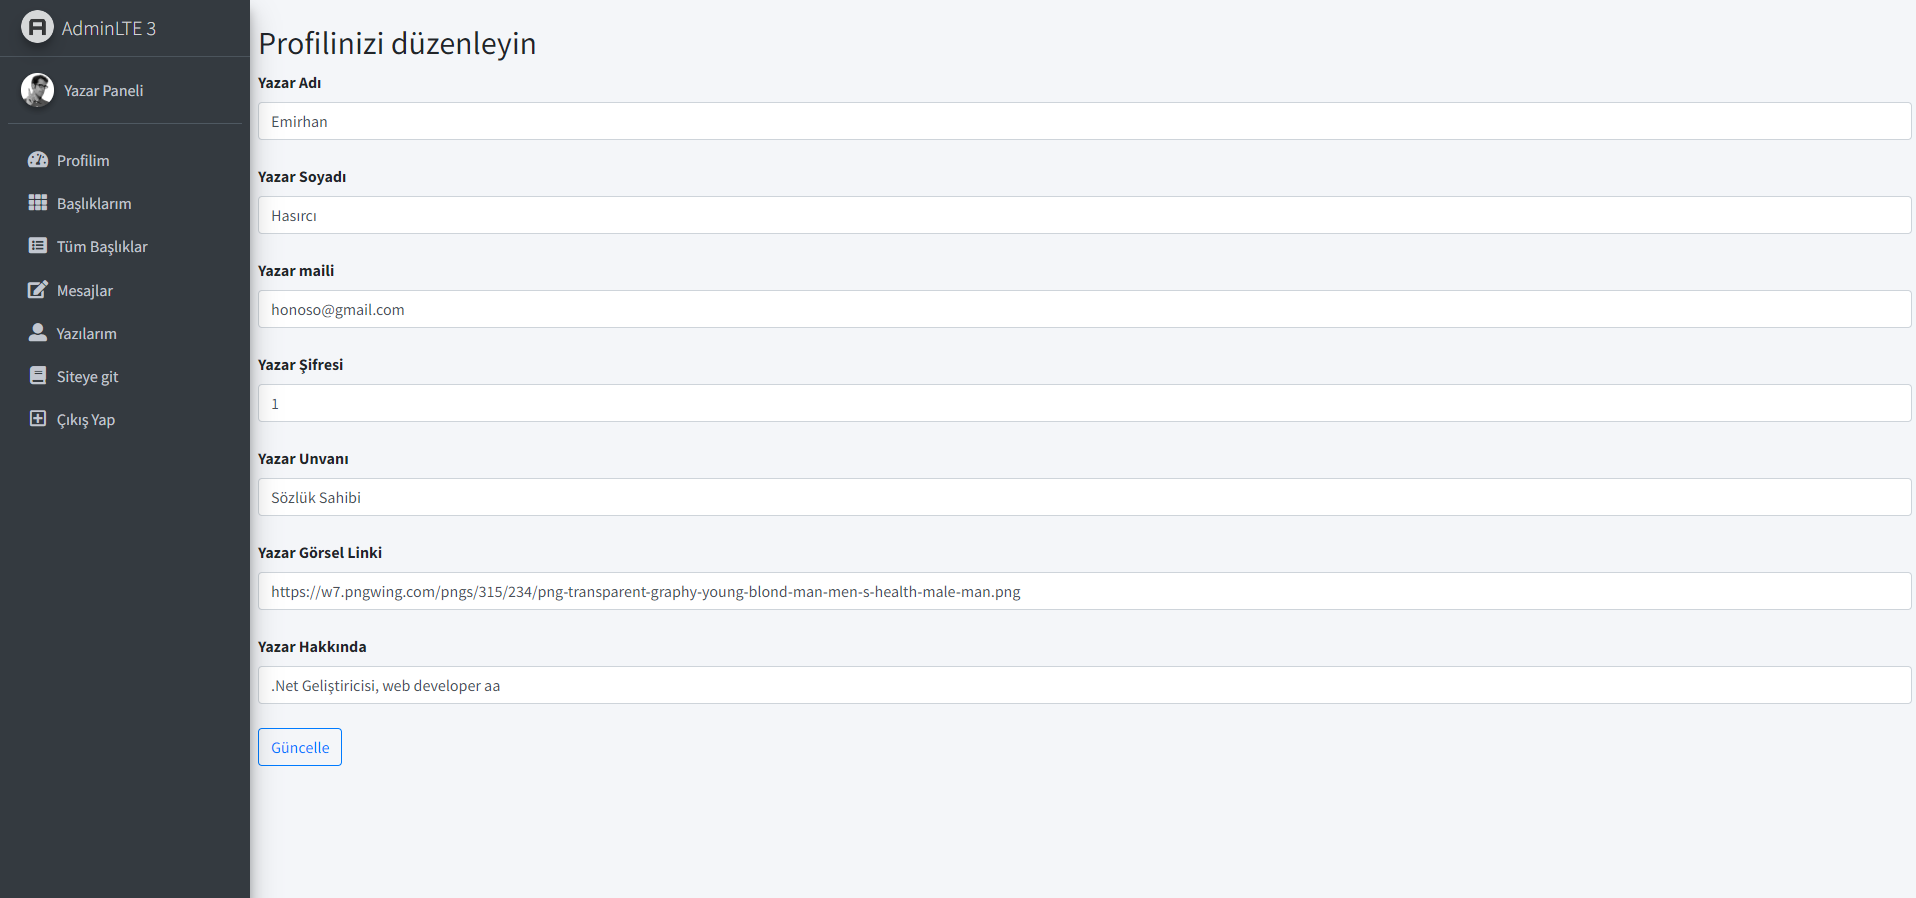 AdminLTE 3
Yazar Paneli
Profilim
Başlıklarım
Tüm Başlıklar
Mesajlar
Yazılarım
Siteye git
Çıkış Yap
Profilinizi düzenleyin
Yazar Adı
Emirhan
Yazar Soyadı
Hasırcı
Yazar maili
honoso@gmail.com
Yazar Şifresi
1
Yazar Unvanı
Sözlük Sahibi
Yazar Görsel Linki
https://w7.pngwing.com/pngs/315/234/png-transparent-graphy-young-blond-man-men-s-health-male-man.png
Yazar Hakkında
.Net Geliştiricisi, web developer aa
Güncelle